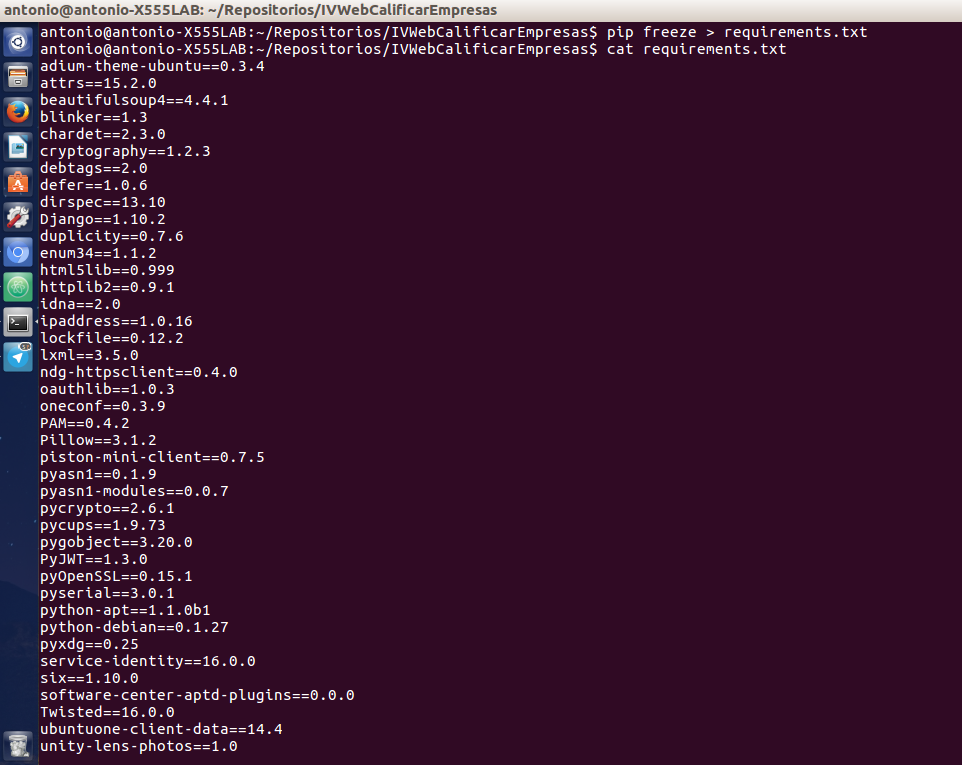 antonio@antonio-X555LAB: ~/Repositorios/IVWebCalificarEmpresas
antonio@antonio-X555LAB:~/Repositorios/IVWebCalificarEmpresas$ pip freeze > requirements.txt
antonio@antonio-X555LAB:~/Repositorios/IVWebCalificarEmpresas$ cat requirements.txt
adium-theme-ubuntu==0.3.4
attrs==15.2.0
beautifulsoup4==4.4.1
blinker==1.3
chardet==2.3.0
cryptography==1.2.3
debtags==2.0
defer==1.0.6
dirspec==13.10
Django==1.10.2
duplicity==0.7.6
enum34==1.1.2
html5lib==0.999
httplib2==0.9.1
idna==2.0
ipaddress==1.0.16
lockfile==0.12.2
lxml==3.5.0
ndg-httpsclient==0.4.0
oauthlib==1.0.3
oneconf==0.3.9
PAM==0.4.2
Pillow==3.1.2
piston-mini-client==0.7.5
pyasn1==0.1.9
pyasn1-modules==0.0.7
pycrypto==2.6.1
pycups==1.9.73
pygobject==3.20.0
PyJWT==1.3.0
pyOpenSSL==0.15.1
pyserial==3.0.1
python-apt==1.1.0b1
python-debian==0.1.27
pyxdg==0.25
service-identity==16.0.0
six==1.10.0
software-center-aptd-plugins==0.0.0
Twisted==16.0.0
ubuntuone-client-data==14.4
unity-lens-photos==1.0